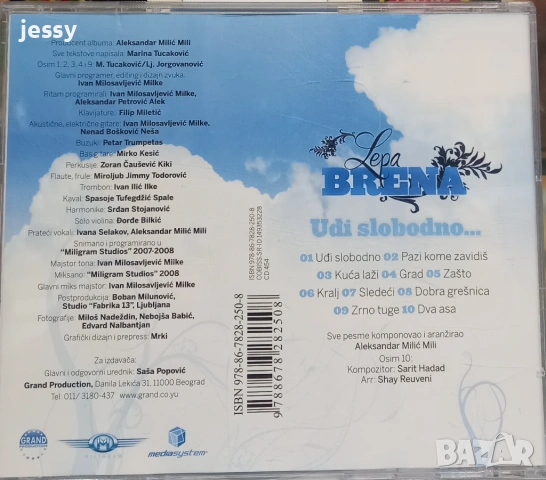 jessy
Producent albuma: Aleksandar Milić Mili
Sve tekstove napisala: Marina Tucaković
Osim 1, 2, 3, 4 i 9: M. Tucaković/Lj. Jorgovanović
Glavni programer, editing i dizajn zvuka:
Ivan Milosavljević Milke
Ritam programirali: Ivan Milosavljević Milke,
Aleksandar Petrović Alek
Klavijature: Filip Miletić
Akustične, električne gitare: Ivan Milosavljević Milke,
Nenad Bošković Neša
Buzuki: Petar Trumpetas
Bas gitare: Mirko Kesić
Perkusije: Zoran Čaušević Kiki
Flaute, frule: Miroljub Jimmy Todorović
Trombon: Ivan Ilić Ilke
Kaval: Spasoje Tufegdžić Spale
Harmonika: Srđan Stojanović
Solo violina: Đorđe Bilkić
Prateći vokali: Ivana Selakov, Aleksandar Milić Mili
Snimano i programirano u
"Miligram Studios" 2007-2008
Majstor tona: Ivan Milosavljević Milke
Miksano: "Miligram Studios" 2008
Glavni miks majstor: Ivan Milosavljević Milke
Postprodukcija: Boban Milunović,
Studio "Fabrika 13", Ljubljana
Fotografije: Miloš Nadeždin, Nebojša Babić,
Edvard Nalbantjan
Grafički dizajn i prepress: Mrki
Za izdavača:
Glavni i odgovorni urednik: Saša Popović
Grand Production, Danila Lekića 31, 11000 Beograd
Tel: 011/ 3180-437 www.grand.co.yu
GRAND
mediasystem
ISBN 978-86-7828-250-8
COBISS.SR-ID 149353228
CD 454
ISBN 978-86-7828-250-8
9788678282508
Lepa
BRENA
Uđi slobodno...
01 Uđi slobodno 02 Pazi kome zavidiš
03 Kuća laži 04 Grad 05 Zašto
06 Kralj 07 Sledeći 08 Dobra grešnica
09 Zrno tuge 10 Dva asa
Sve pesme komponovao i aranžirao
Aleksandar Milić Mili
Osim 10:
Kompozitor: Sarit Hadad
Arr: Shay Reuveni
BAZAR